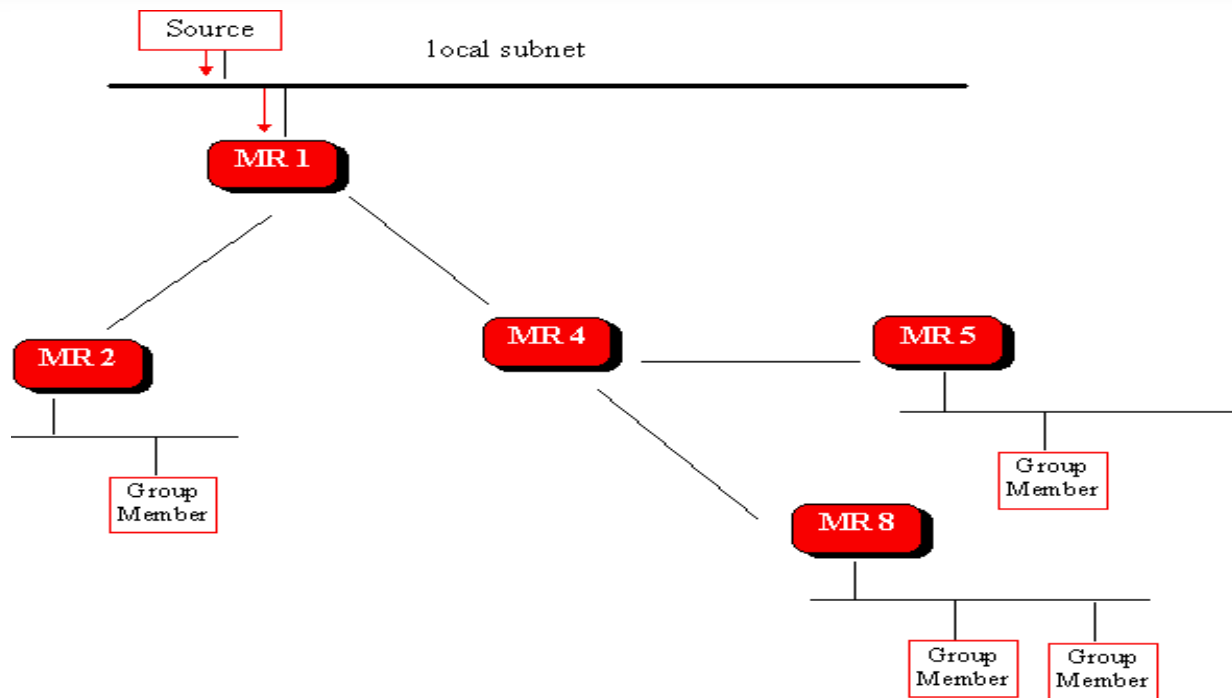 Source
local subnet
MR 1
MR 2
MR 4
MR 5
Group
Member
Group
Member
MR 8
Group
Member
Group
Member